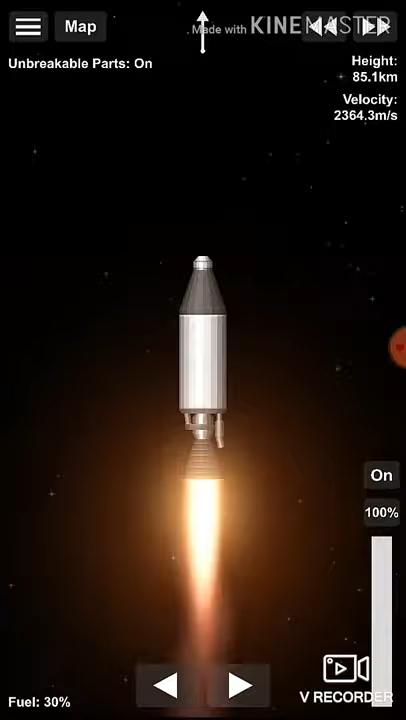 Map
Made with KINEMASTER
Unbreakable Parts: On
Height:
85.1km
Velocity:
2364.3m/s
On
100%
V RECORDER
Fuel: 30%